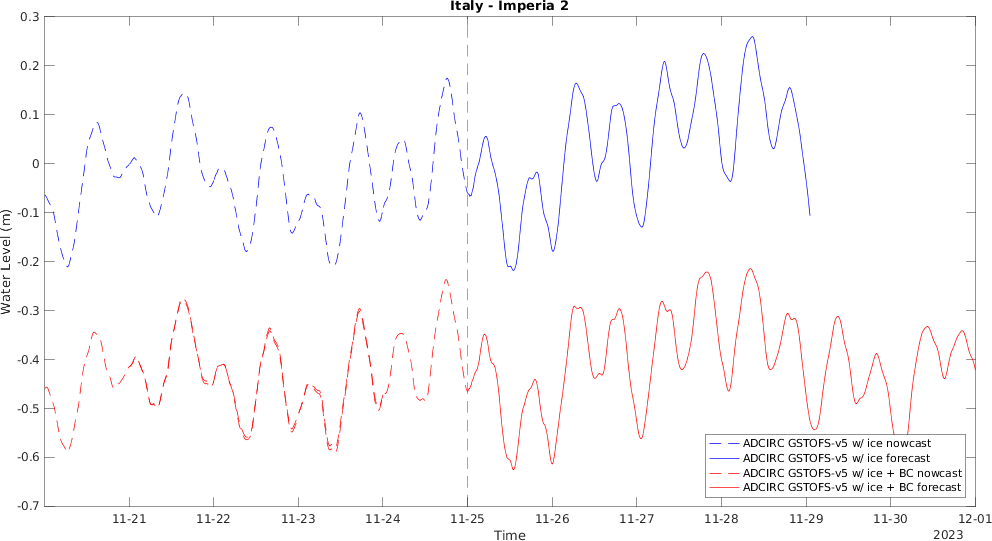 Italy - Imperia 2
Water Level (m)
0.3
0.2
0.1
0
-0.1
-0.2
-0.3
-0.4
-0.5
-0.6
-0.7
ADCIRC GSTOFS-v5 w/ ice nowcast
ADCIRC GSTOFS-v5 w/ ice forecast
ADCIRC GSTOFS-v5 w/ ice + BC nowcast
ADCIRC GSTOFS-v5 w/ ice + BC forecast
11-21 11-22 11-23 11-24 11-25 11-26 11-27 11-28 11-29 11-30 12-01
Time
2023